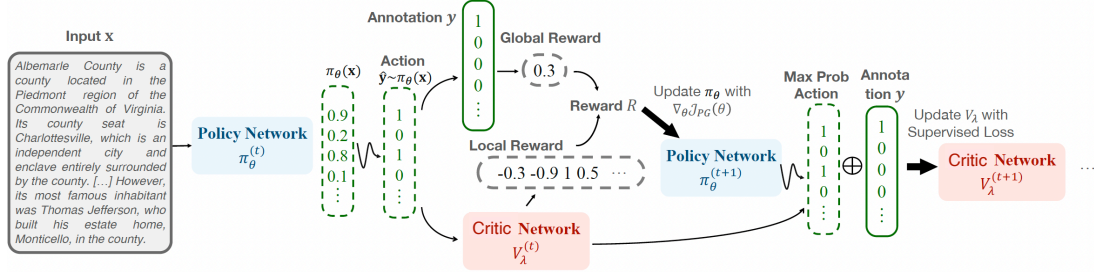 Input x
Albemarle County is a
county located in the
Piedmont region of the
Commonwealth of Virginia.
Its county seat is
Charlottesville, which is an
independent city and
enclave entirely surrounded
by the county. […] However,
its most famous inhabitant
was Thomas Jefferson, who
built his estate home,
Monticello, in the county.
Policy Network
π_θ^(t)
π_θ(x)
0.9
0.2
0.8
0.1
⋮
Action
ŷ~π_θ(x)
1
0
1
0
⋮
Annotation y
1
0
0
0
⋮
Global Reward
0.3
Reward R
Local Reward
-0.3 -0.9 1 0.5 ⋯
Critic Network
V_λ^(t)
Update π_θ with
∇_θ J_PG(θ)
Policy Network
π_θ^(t+1)
Max Prob
Action
1
0
1
0
⋮
⊕
Annota
tion y
1
0
0
0
⋮
Update V_λ with
Supervised Loss
Critic Network
V_λ^(t+1)
⋯